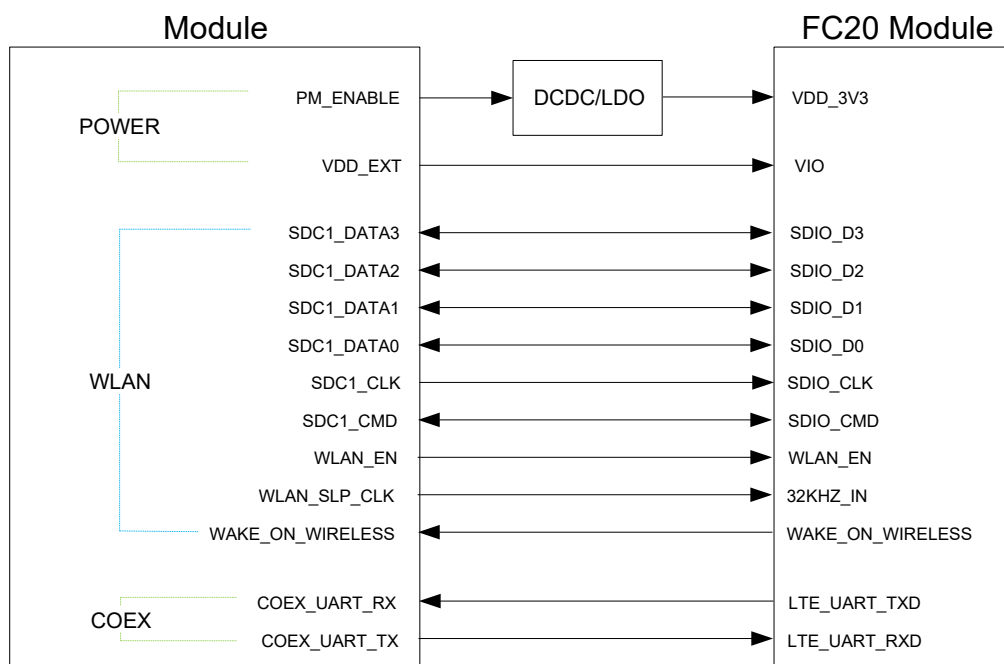 Module
FC20 Module
PM_ENABLE
DCDC/LDO
VDD_3V3
POWER
VDD_EXT
VIO
SDC1_DATA3
SDIO_D3
SDC1_DATA2
SDIO_D2
SDC1_DATA1
SDIO_D1
SDC1_DATA0
SDIO_D0
WLAN
SDC1_CLK
SDIO_CLK
SDC1_CMD
SDIO_CMD
WLAN_EN
WLAN_EN
WLAN_SLP_CLK
32KHZ_IN
WAKE_ON_WIRELESS
WAKE_ON_WIRELESS
COEX_UART_RX
LTE_UART_TXD
COEX
COEX_UART_TX
LTE_UART_RXD